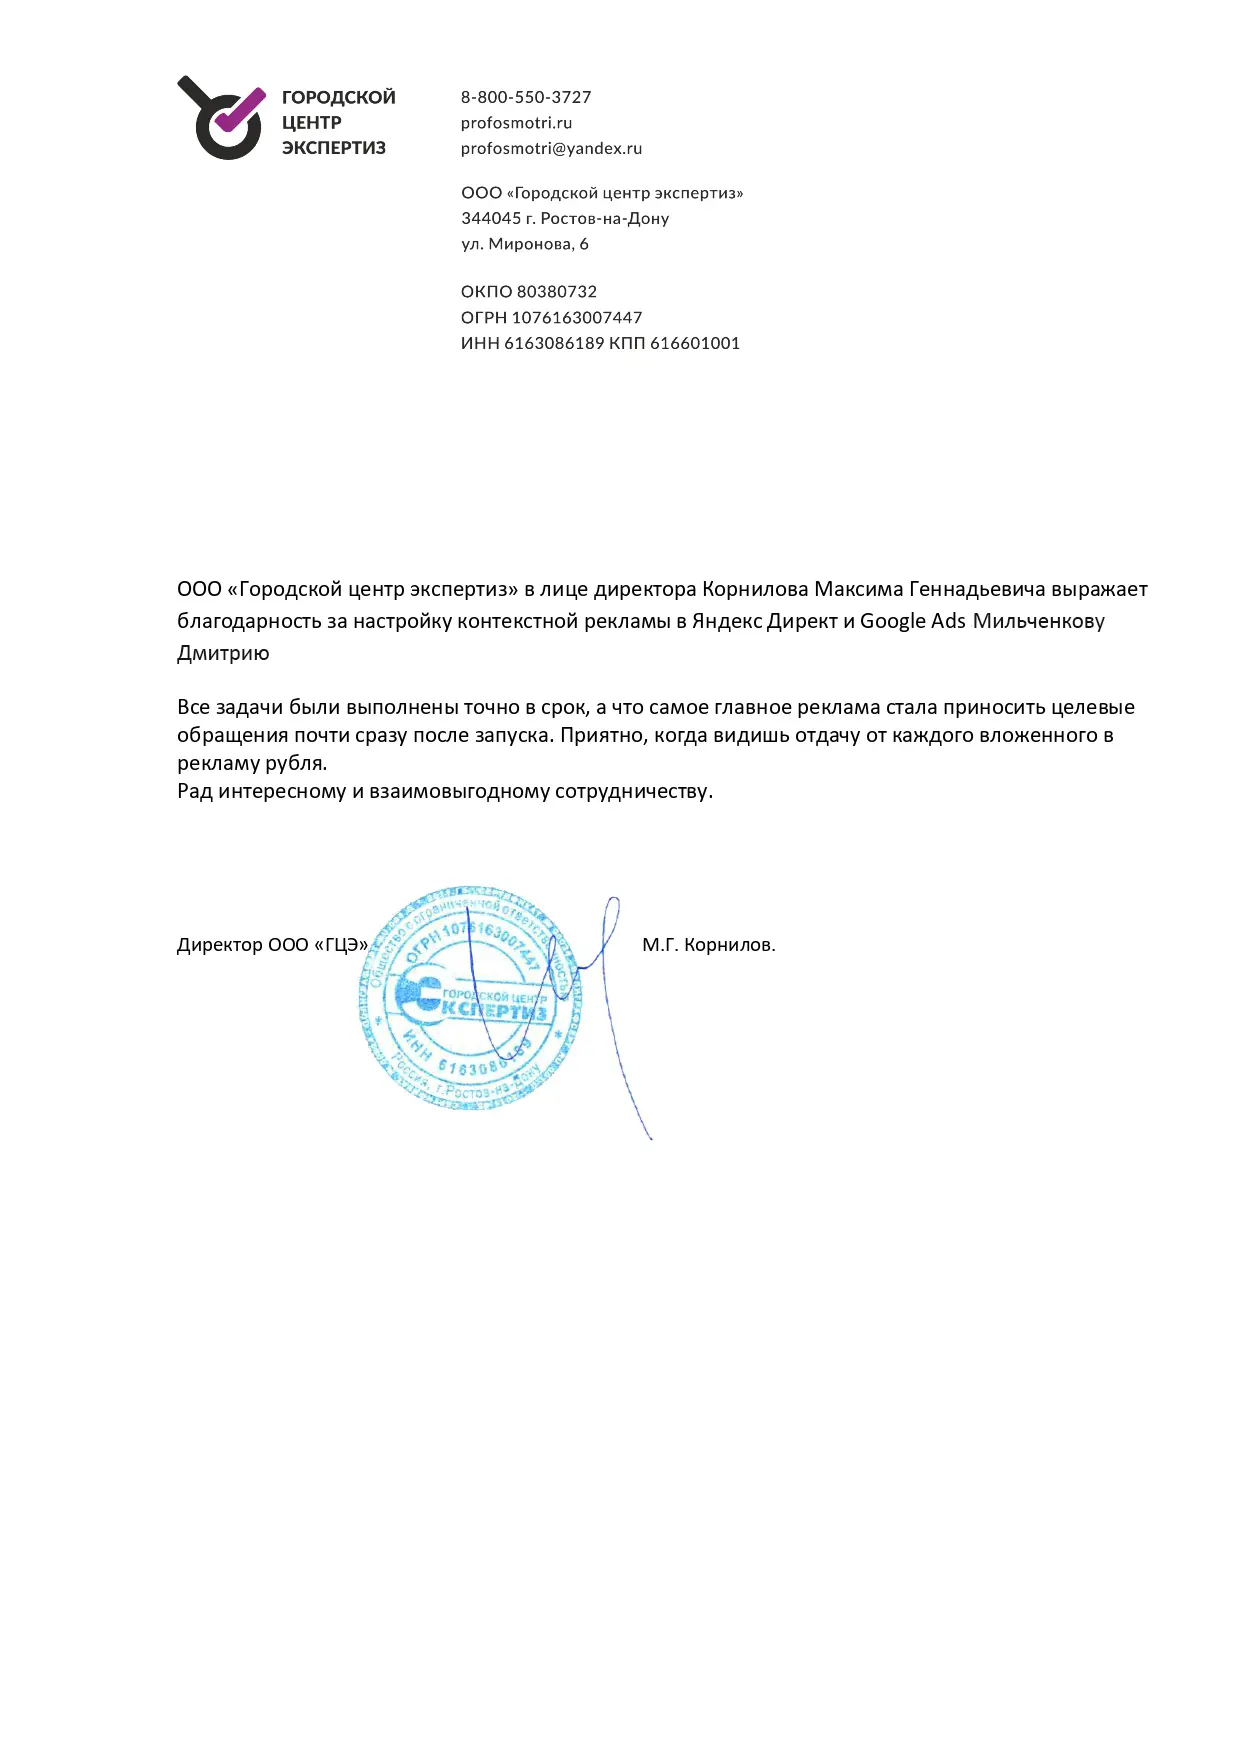 ГОРОДСКОЙ
ЦЕНТР
ЭКСПЕРТИЗ
8-800-550-3727
profosmotri.ru
profosmotri@yandex.ru
ООО «Городской центр экспертиз»
344045 г. Ростов-на-Дону
ул. Миронова, 6
ОКПО 80380732
ОГРН 1076163007447
ИНН 6163086189 КПП 616601001
ООО «Городской центр экспертиз» в лице директора Корнилова Максима Геннадьевича выражает
благодарность за настройку контекстной рекламы в Яндекс Директ и Google Ads Мильченкову
Дмитрию
Все задачи были выполнены точно в срок, а что самое главное реклама стала приносить целевые
обращения почти сразу после запуска. Приятно, когда видишь отдачу от каждого вложенного в
рекламу рубля.
Рад интересному и взаимовыгодному сотрудничеству.
Директор ООО «ГЦЭ»
М.Г. Корнилов.
Общество с ограниченной ответственностью
ОГРН 1076163007447
ГОРОДСКОЙ ЦЕНТР
ЭКСПЕРТИЗ
ИНН 6163086189
Россия, г.Ростов-на-Дону